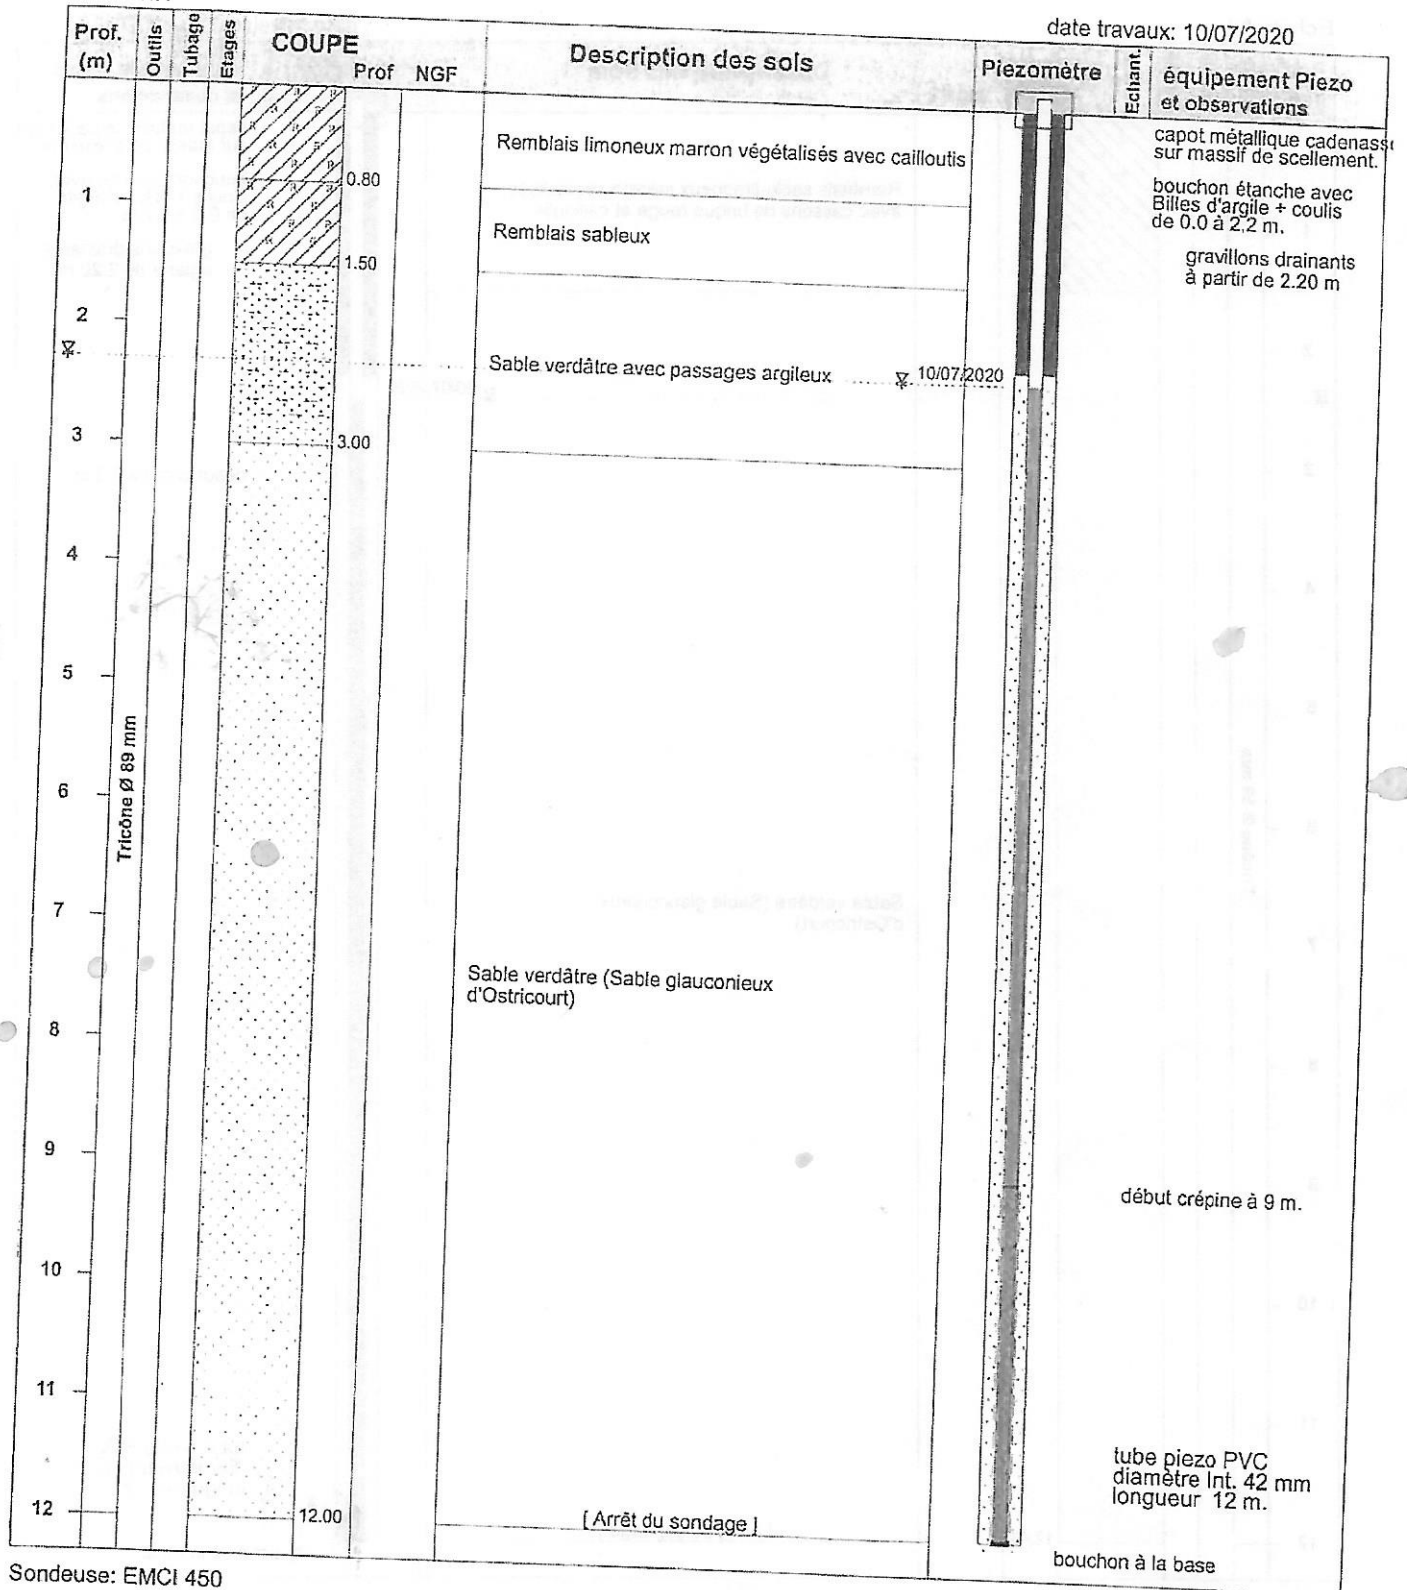 date travaux: 10/07/2020
Prof. (m)
Outils
Tubage
Etages
COUPE
Prof NGF
Description des sols
Piezomètre
Echant.
équipement Piezo
et observations
capot métallique cadenass
sur massif de scellement.
Remblais limoneux marron végétalisés avec cailloutis
0.80
bouchon étanche avec
Billes d'argile + coulis
de 0.0 à 2.2 m.
1
Remblais sableux
1.50
gravillons drainants
à partir de 2.20 m
2
Sable verdâtre avec passages argileux
10/07/2020
3
3.00
4
5
6
Tricône Ø 89 mm
7
Sable verdâtre (Sable glauconieux
d'Ostricourt)
8
9
début crépine à 9 m.
10
11
tube piezo PVC
diamètre Int. 42 mm
longueur 12 m.
12
12.00
[ Arrêt du sondage ]
bouchon à la base
Sondeuse: EMCI 450